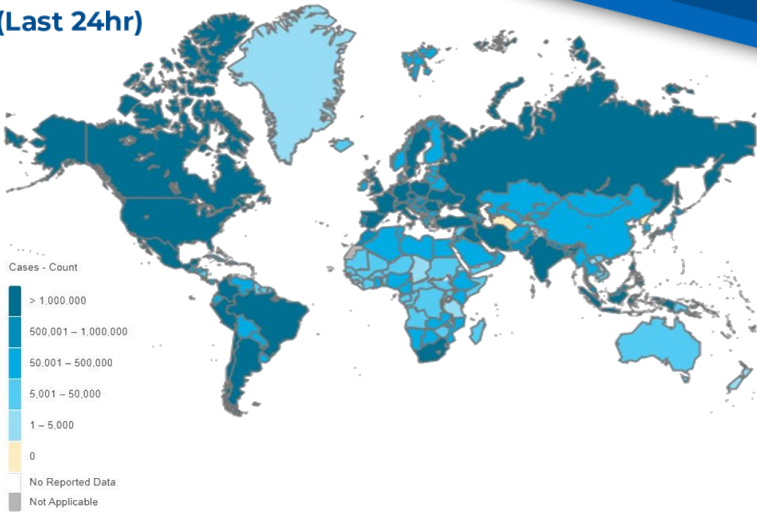 (Last 24hr)
Cases - Count
> 1,000,000
500,001 – 1,000,000
50,001 – 500,000
5,001 – 50,000
1 – 5,000
0
No Reported Data
Not Applicable